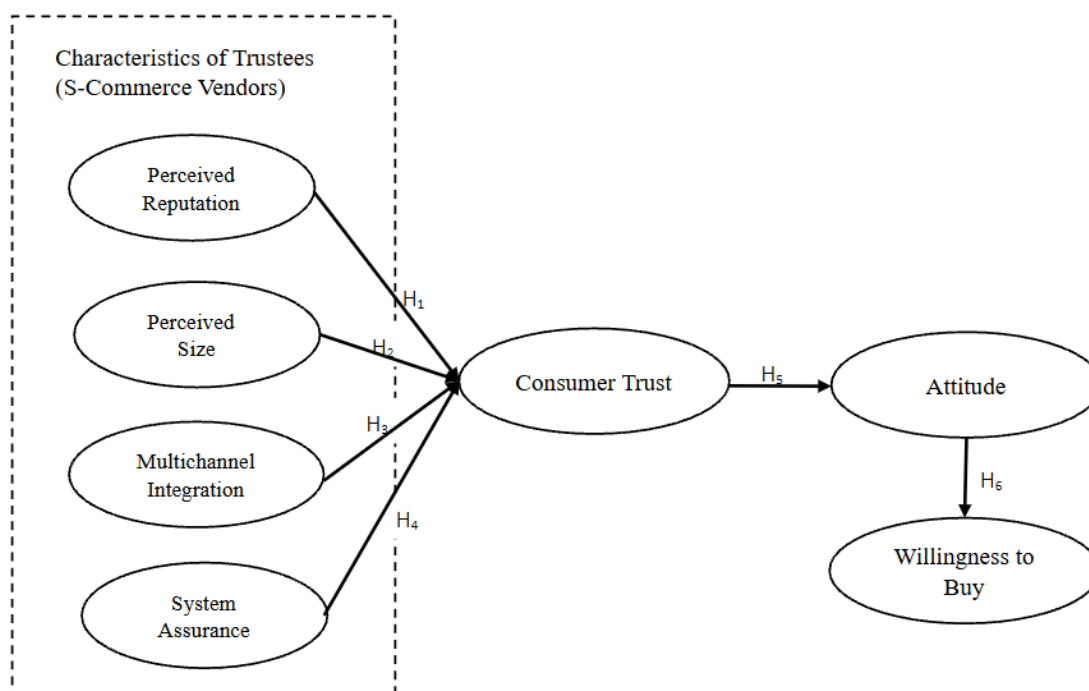 Characteristics of Trustees
(S-Commerce Vendors)
Perceived
Reputation
H₁
Perceived
Size
H₂
Consumer Trust
H₅
Attitude
H₃
Multichannel
Integration
H₆
H₄
Willingness to
Buy
System
Assurance